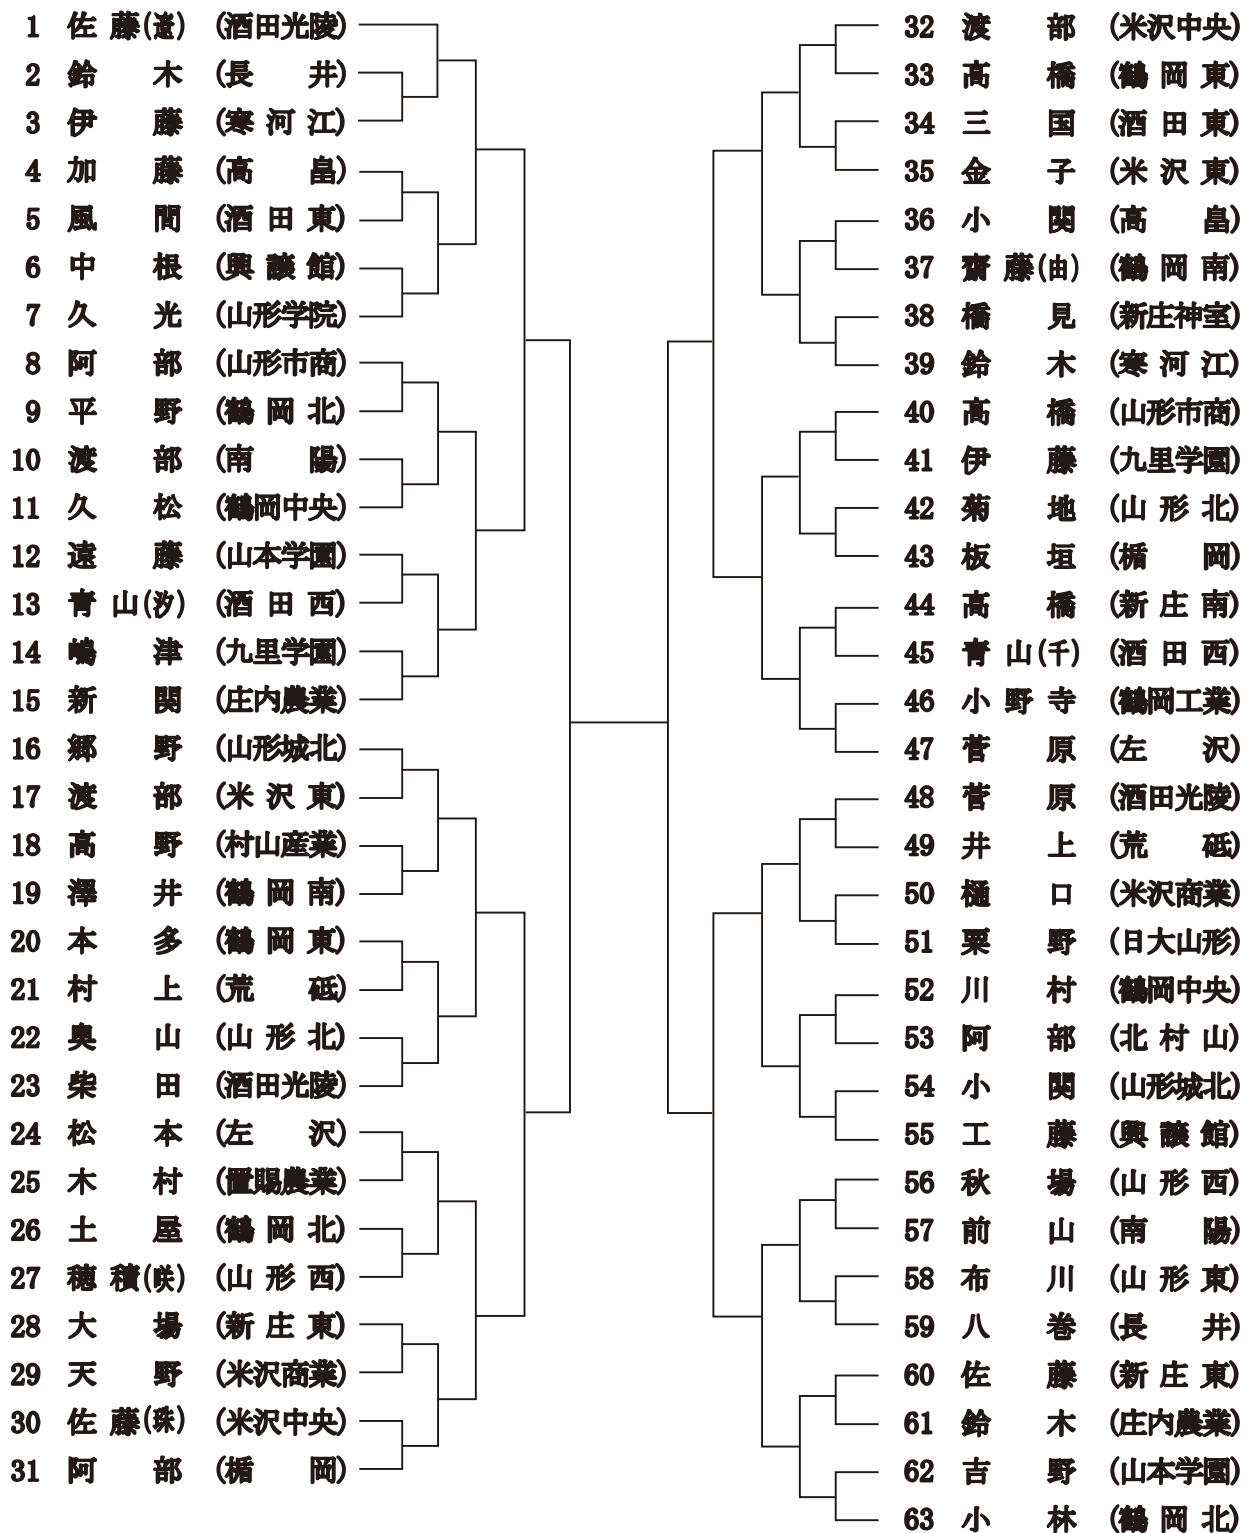 1 佐藤(遼) (酒田光陵)
2 鈴木 (長井)
3 伊藤 (寒河江)
4 加藤 (高畠)
5 風間 (酒田東)
6 中根 (興譲館)
7 久光 (山形学院)
8 阿部 (山形市商)
9 平野 (鶴岡北)
10 渡部 (南陽)
11 久松 (鶴岡中央)
12 遠藤 (山本学園)
13 青山(汐) (酒田西)
14 嶋津 (九里学園)
15 新関 (庄内農業)
16 郷野 (山形城北)
17 渡部 (米沢東)
18 高野 (村山産業)
19 澤井 (鶴岡南)
20 本多 (鶴岡東)
21 村上 (荒砥)
22 奥山 (山形北)
23 柴田 (酒田光陵)
24 松本 (左沢)
25 木村 (置賜農業)
26 土屋 (鶴岡北)
27 穂積(咲) (山形西)
28 大場 (新庄東)
29 天野 (米沢商業)
30 佐藤(珠) (米沢中央)
31 阿部 (楯岡)
32 渡部 (米沢中央)
33 高橋 (鶴岡東)
34 三国 (酒田東)
35 金子 (米沢東)
36 小関 (高畠)
37 齋藤(由) (鶴岡南)
38 橋見 (新庄神室)
39 鈴木 (寒河江)
40 高橋 (山形市商)
41 伊藤 (九里学園)
42 菊地 (山形北)
43 板垣 (楯岡)
44 高橋 (新庄南)
45 青山(千) (酒田西)
46 小野寺 (鶴岡工業)
47 菅原 (左沢)
48 菅原 (酒田光陵)
49 井上 (荒砥)
50 樋口 (米沢商業)
51 粟野 (日大山形)
52 川村 (鶴岡中央)
53 阿部 (北村山)
54 小関 (山形城北)
55 工藤 (興譲館)
56 秋場 (山形西)
57 前山 (南陽)
58 布川 (山形東)
59 八巻 (長井)
60 佐藤 (新庄東)
61 鈴木 (庄内農業)
62 吉野 (山本学園)
63 小林 (鶴岡北)